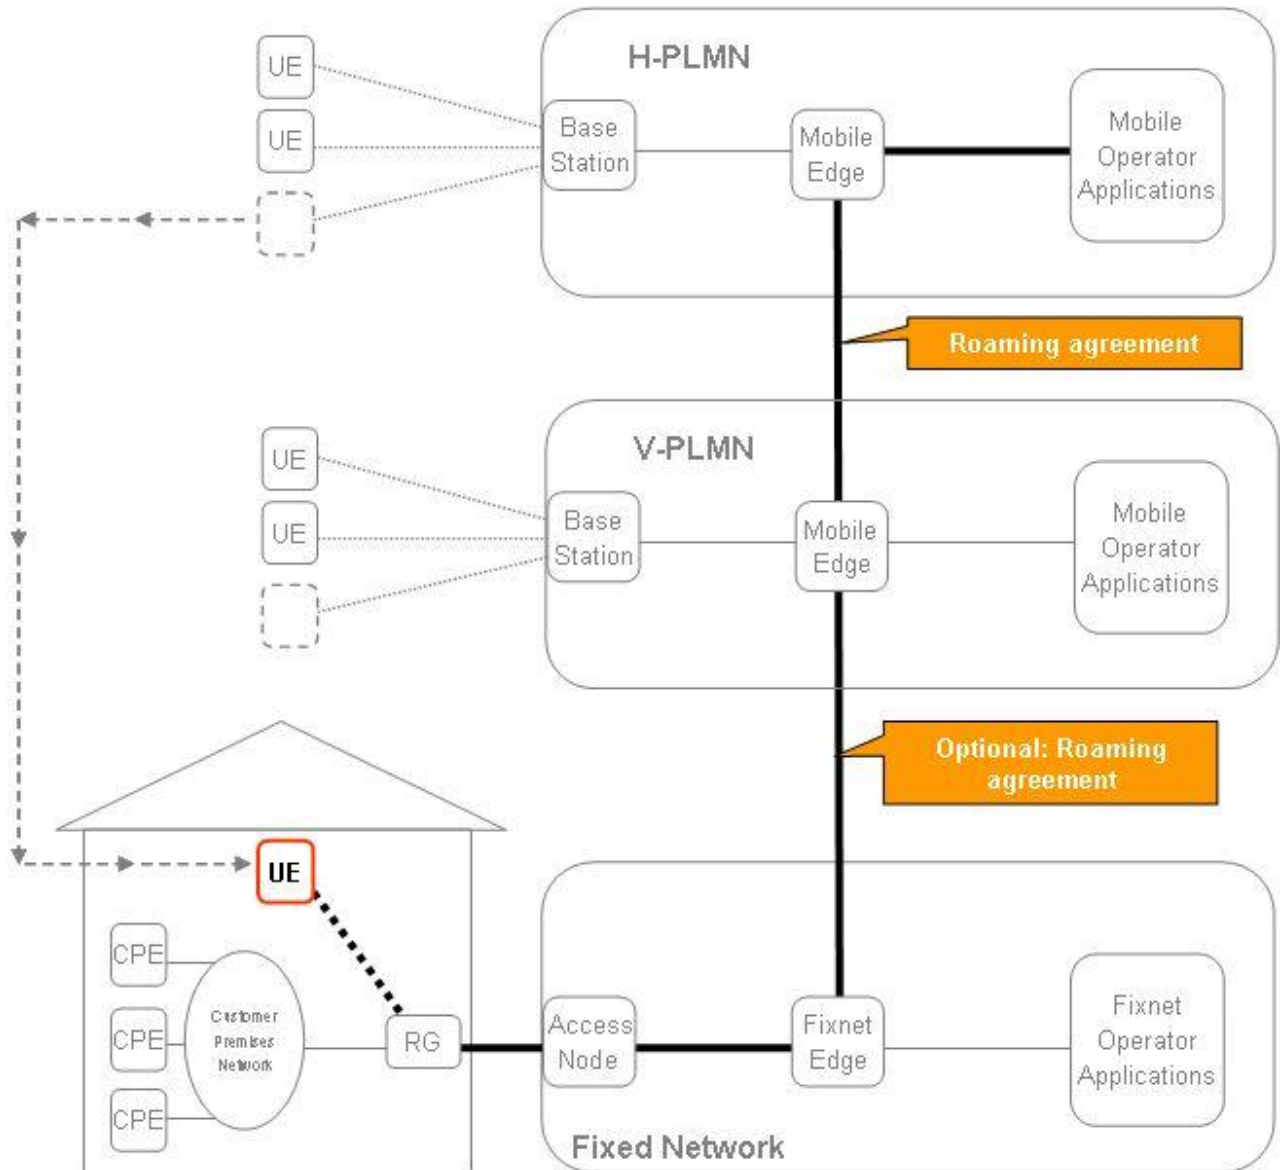 H-PLMN
UE
UE
Base
Station
Mobile
Edge
Mobile
Operator
Applications
Roaming agreement
V-PLMN
UE
UE
Base
Station
Mobile
Edge
Mobile
Operator
Applications
Optional: Roaming
agreement
UE
CPE
CPE
CPE
Customer
Premises
Network
RG
Access
Node
Fixnet
Edge
Fixnet
Operator
Applications
Fixed Network